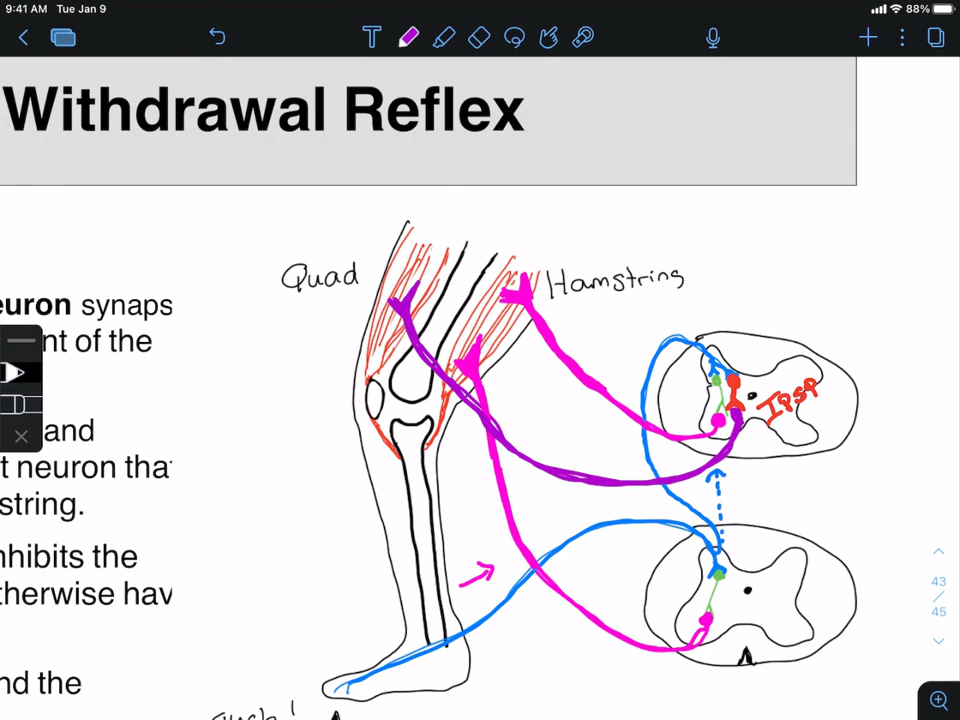 9:41 AM Tue Jan 9
88%
Withdrawal Reflex
Quad
Hamstring
euron synaps
nt of the
and
t neuron that
string.
nhibits the
therwise hav
nd the
IPSP
43
/
45